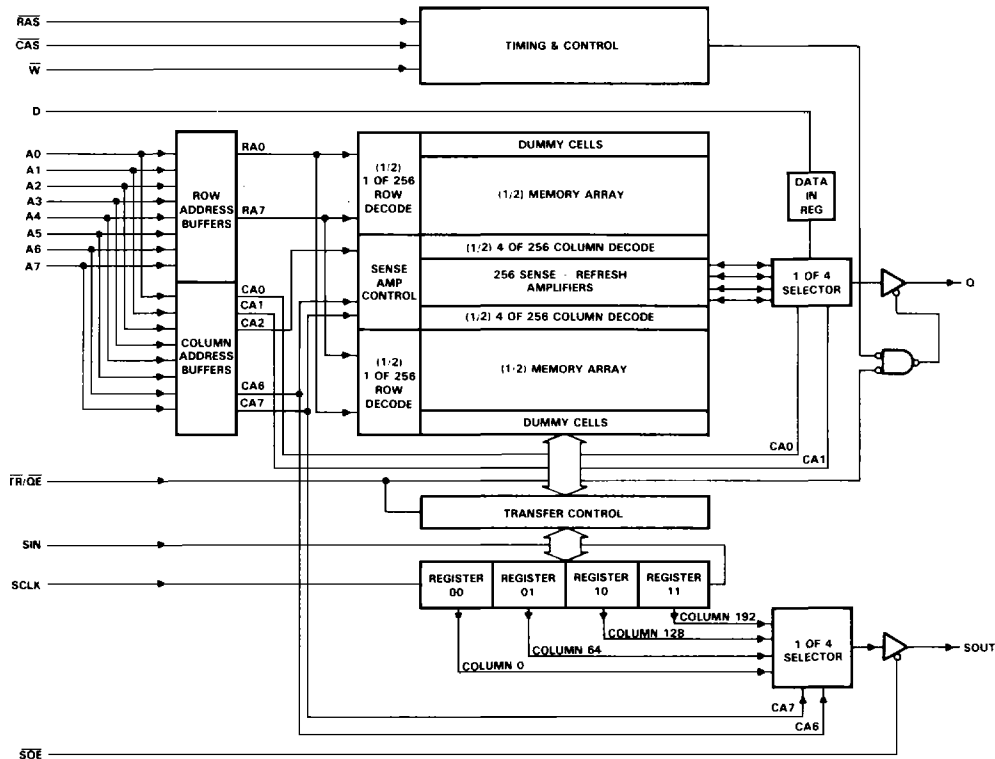 RAS
CAS
W
TIMING & CONTROL
D
A0
A1
A2
A3
A4
A5
A6
A7
ROW
ADDRESS
BUFFERS
COLUMN
ADDRESS
BUFFERS
RA0
RA7
CA0
CA1
CA2
CA6
CA7
(1/2)
1 OF 256
ROW
DECODE
SENSE
AMP
CONTROL
(1/2)
1 OF 256
ROW
DECODE
DUMMY CELLS
(1/2) MEMORY ARRAY
(1/2) 4 OF 256 COLUMN DECODE
256 SENSE - REFRESH
AMPLIFIERS
(1/2) 4 OF 256 COLUMN DECODE
(1/2) MEMORY ARRAY
DUMMY CELLS
DATA
IN
REG
1 OF 4
SELECTOR
Q
CA0
CA1
TR/QE
TRANSFER CONTROL
SIN
SCLK
REGISTER
00
REGISTER
01
REGISTER
10
REGISTER
11
COLUMN 192
COLUMN 128
COLUMN 64
COLUMN 0
1 OF 4
SELECTOR
SOUT
CA7
CA6
SOE